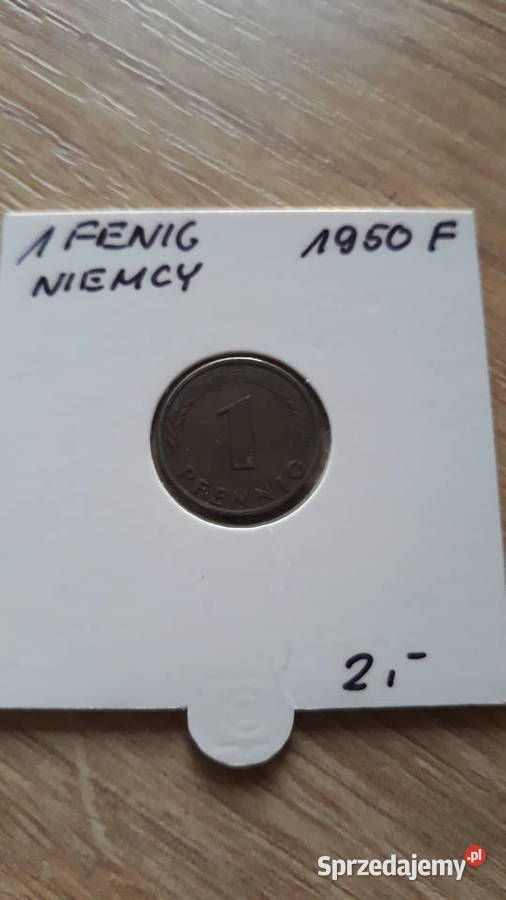 1 FENIG 1950 F
NIEMCY
F
1
PFENNIG
2,-
Sprzedajemy.pl